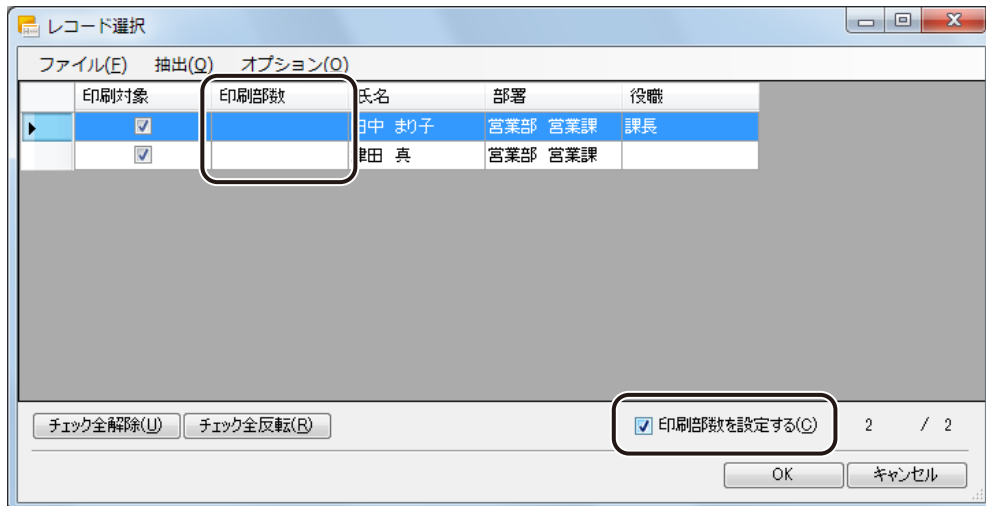 レコード選択
ファイル(F) 抽出(Q) オプション(O)
印刷対象 印刷部数 氏名 部署 役職
田中 まり子 営業部 営業課 課長
津田 真 営業部 営業課
チェック全解除(U) チェック全反転(R) 印刷部数を設定する(C) 2 / 2
OK キャンセル